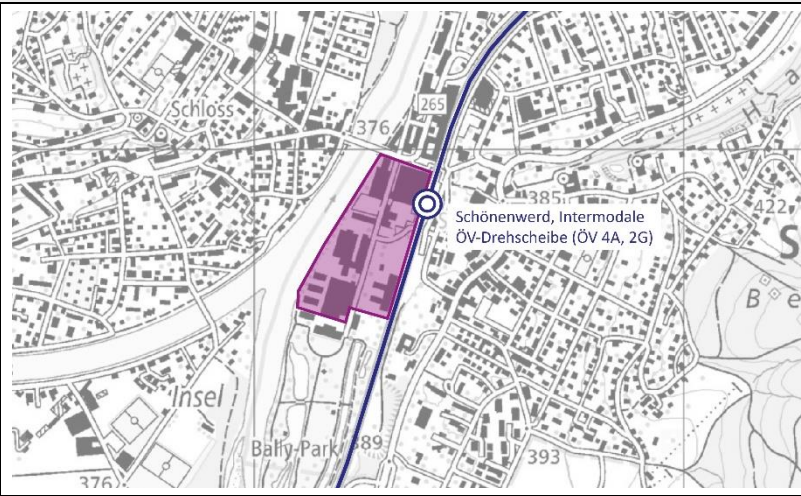 Schloss
376
265
H a
385
Schönenwerd, Intermodale
ÖV-Drehscheibe (ÖV 4A, 2G)
422
S
B e
Insel
Bally-Park
389
393
376